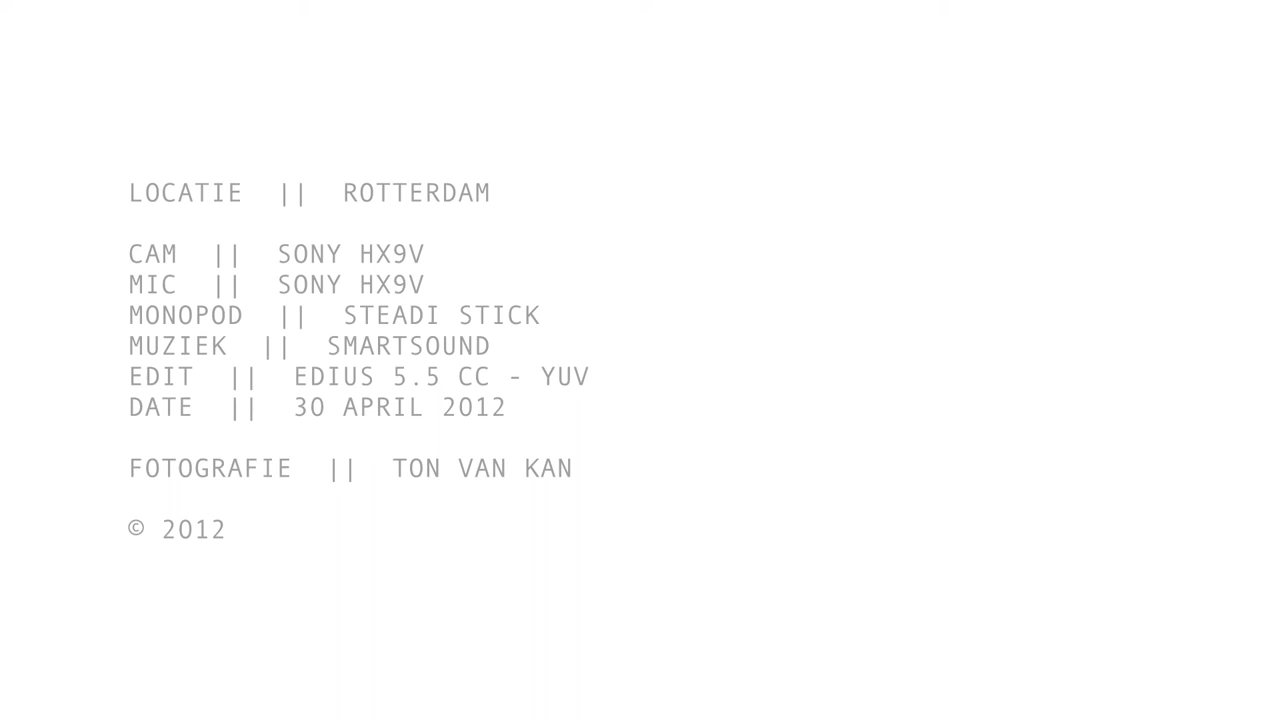 LOCATIE || ROTTERDAM
CAM || SONY HX9V
MIC || SONY HX9V
MONOPOD || STEADI STICK
MUZIEK || SMARTSOUND
EDIT || EDIUS 5.5 CC - YUV
DATE || 30 APRIL 2012
FOTOGRAFIE || TON VAN KAN
© 2012